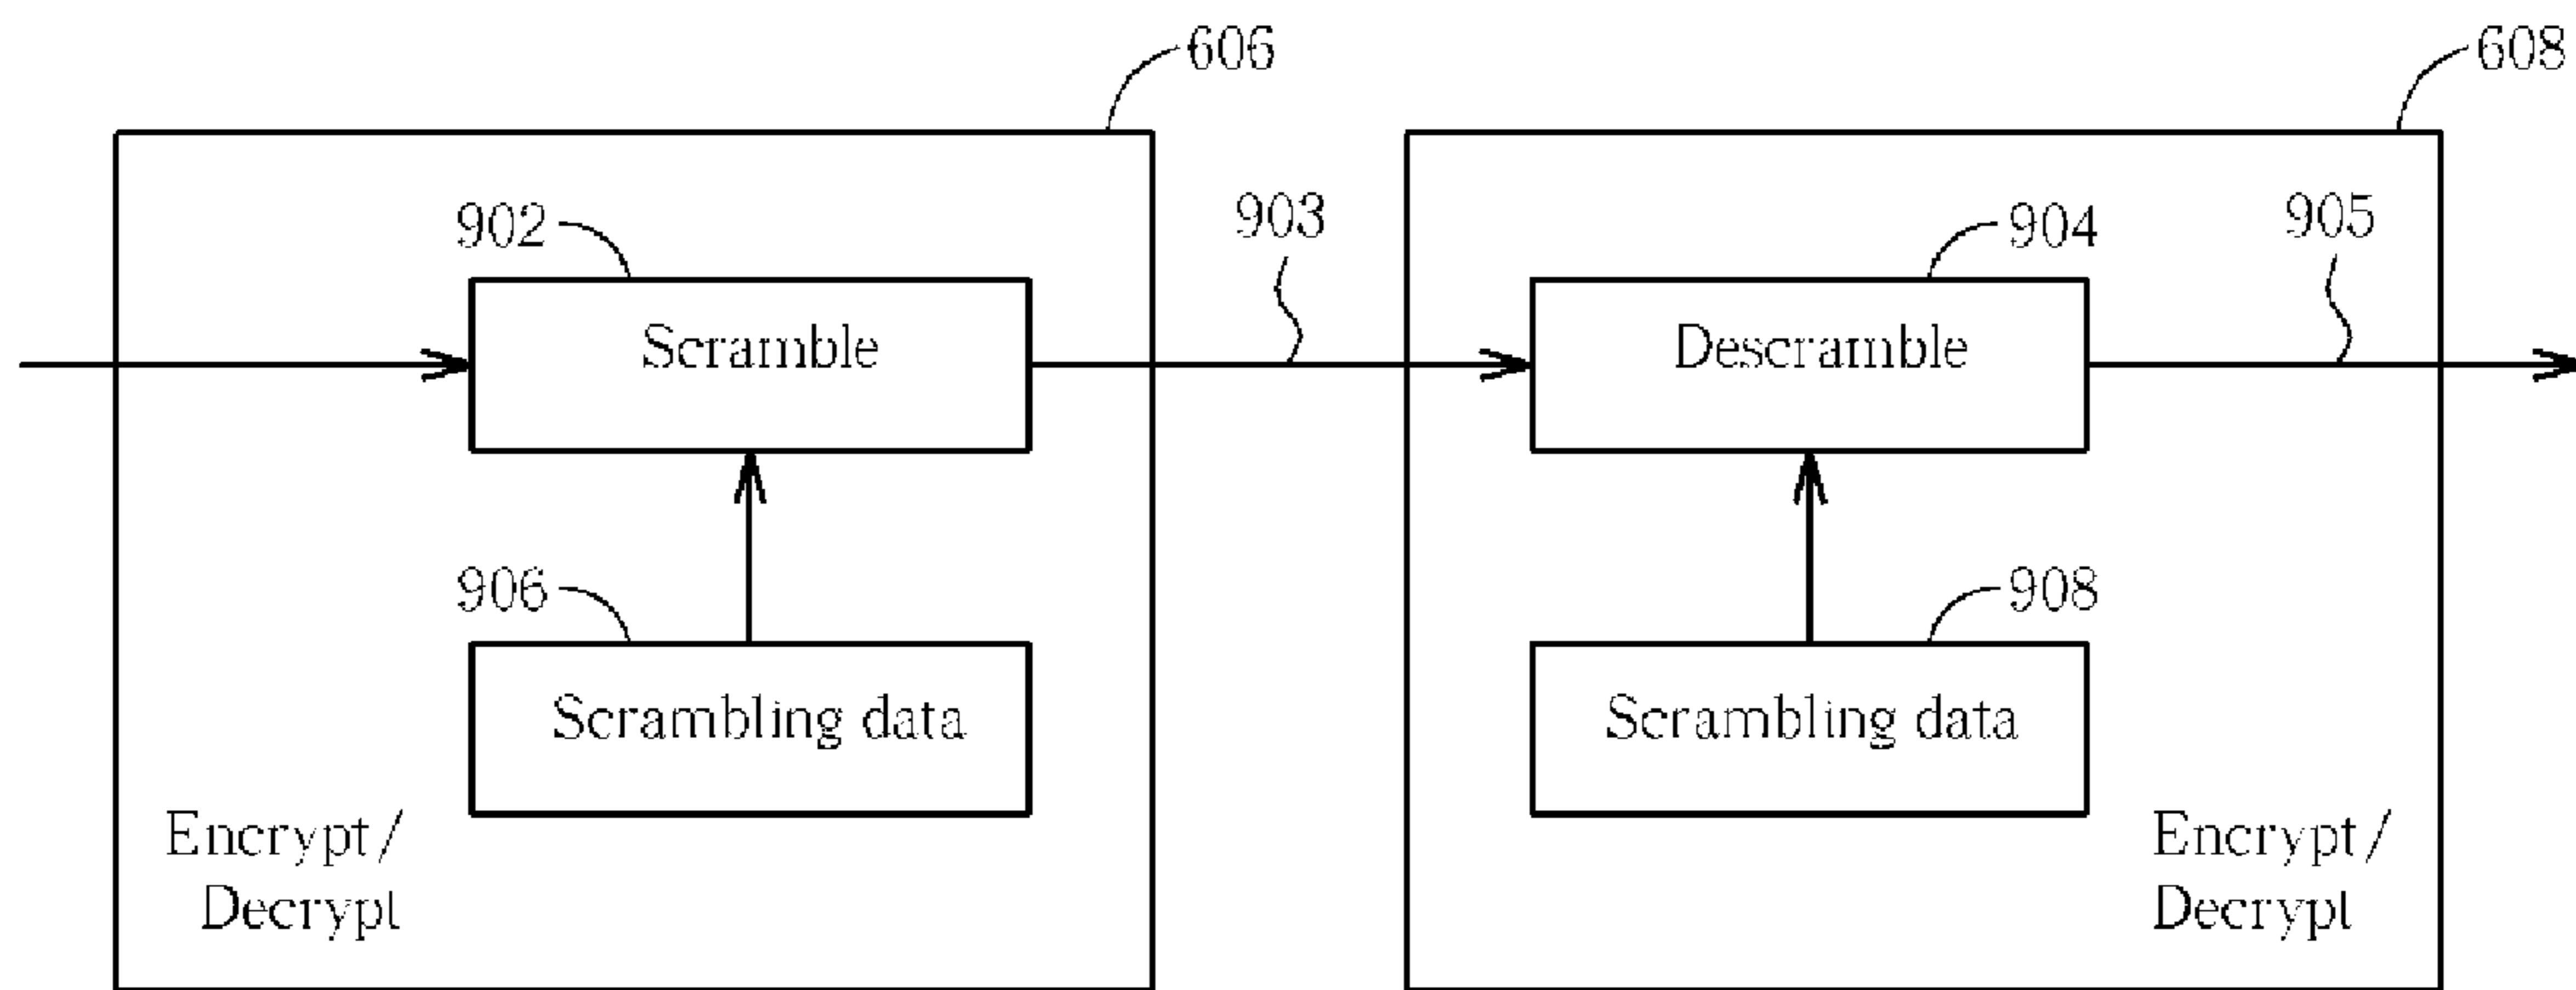 606
608
902
903
904
905
Scramble
Descramble
906
908
Scrambling data
Scrambling data
Encrypt/
Decrypt
Encrypt/
Decrypt